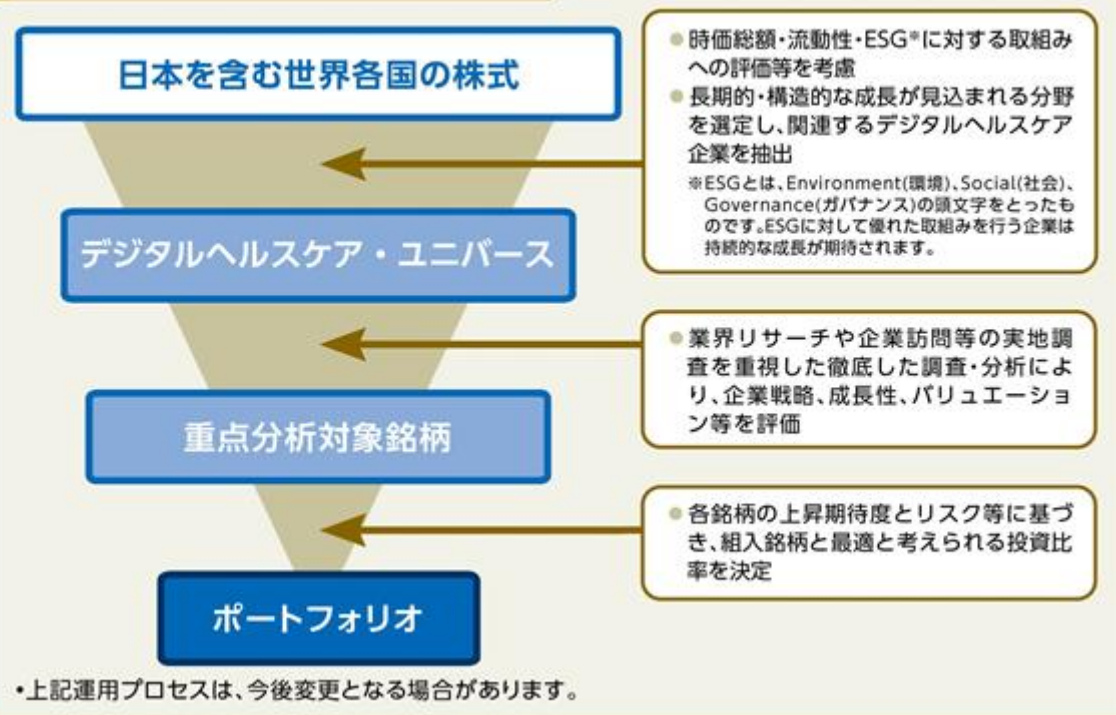 日本を含む世界各国の株式
●時価総額・流動性・ESG※に対する取組み
への評価等を考慮
●長期的・構造的な成長が見込まれる分野
を選定し、関連するデジタルヘルスケア
企業を抽出
※ESGとは、Environment(環境)、Social(社会)、
Governance(ガバナンス)の頭文字をとったも
のです。ESGに対して優れた取組みを行う企業は
持続的な成長が期待されます。
デジタルヘルスケア・ユニバース
●業界リサーチや企業訪問等の実地調
査を重視した徹底した調査・分析によ
り、企業戦略、成長性、バリュエーショ
ン等を評価
重点分析対象銘柄
●各銘柄の上昇期待度とリスク等に基づ
き、組入銘柄と最適と考えられる投資比
率を決定
ポートフォリオ
•上記運用プロセスは、今後変更となる場合があります。